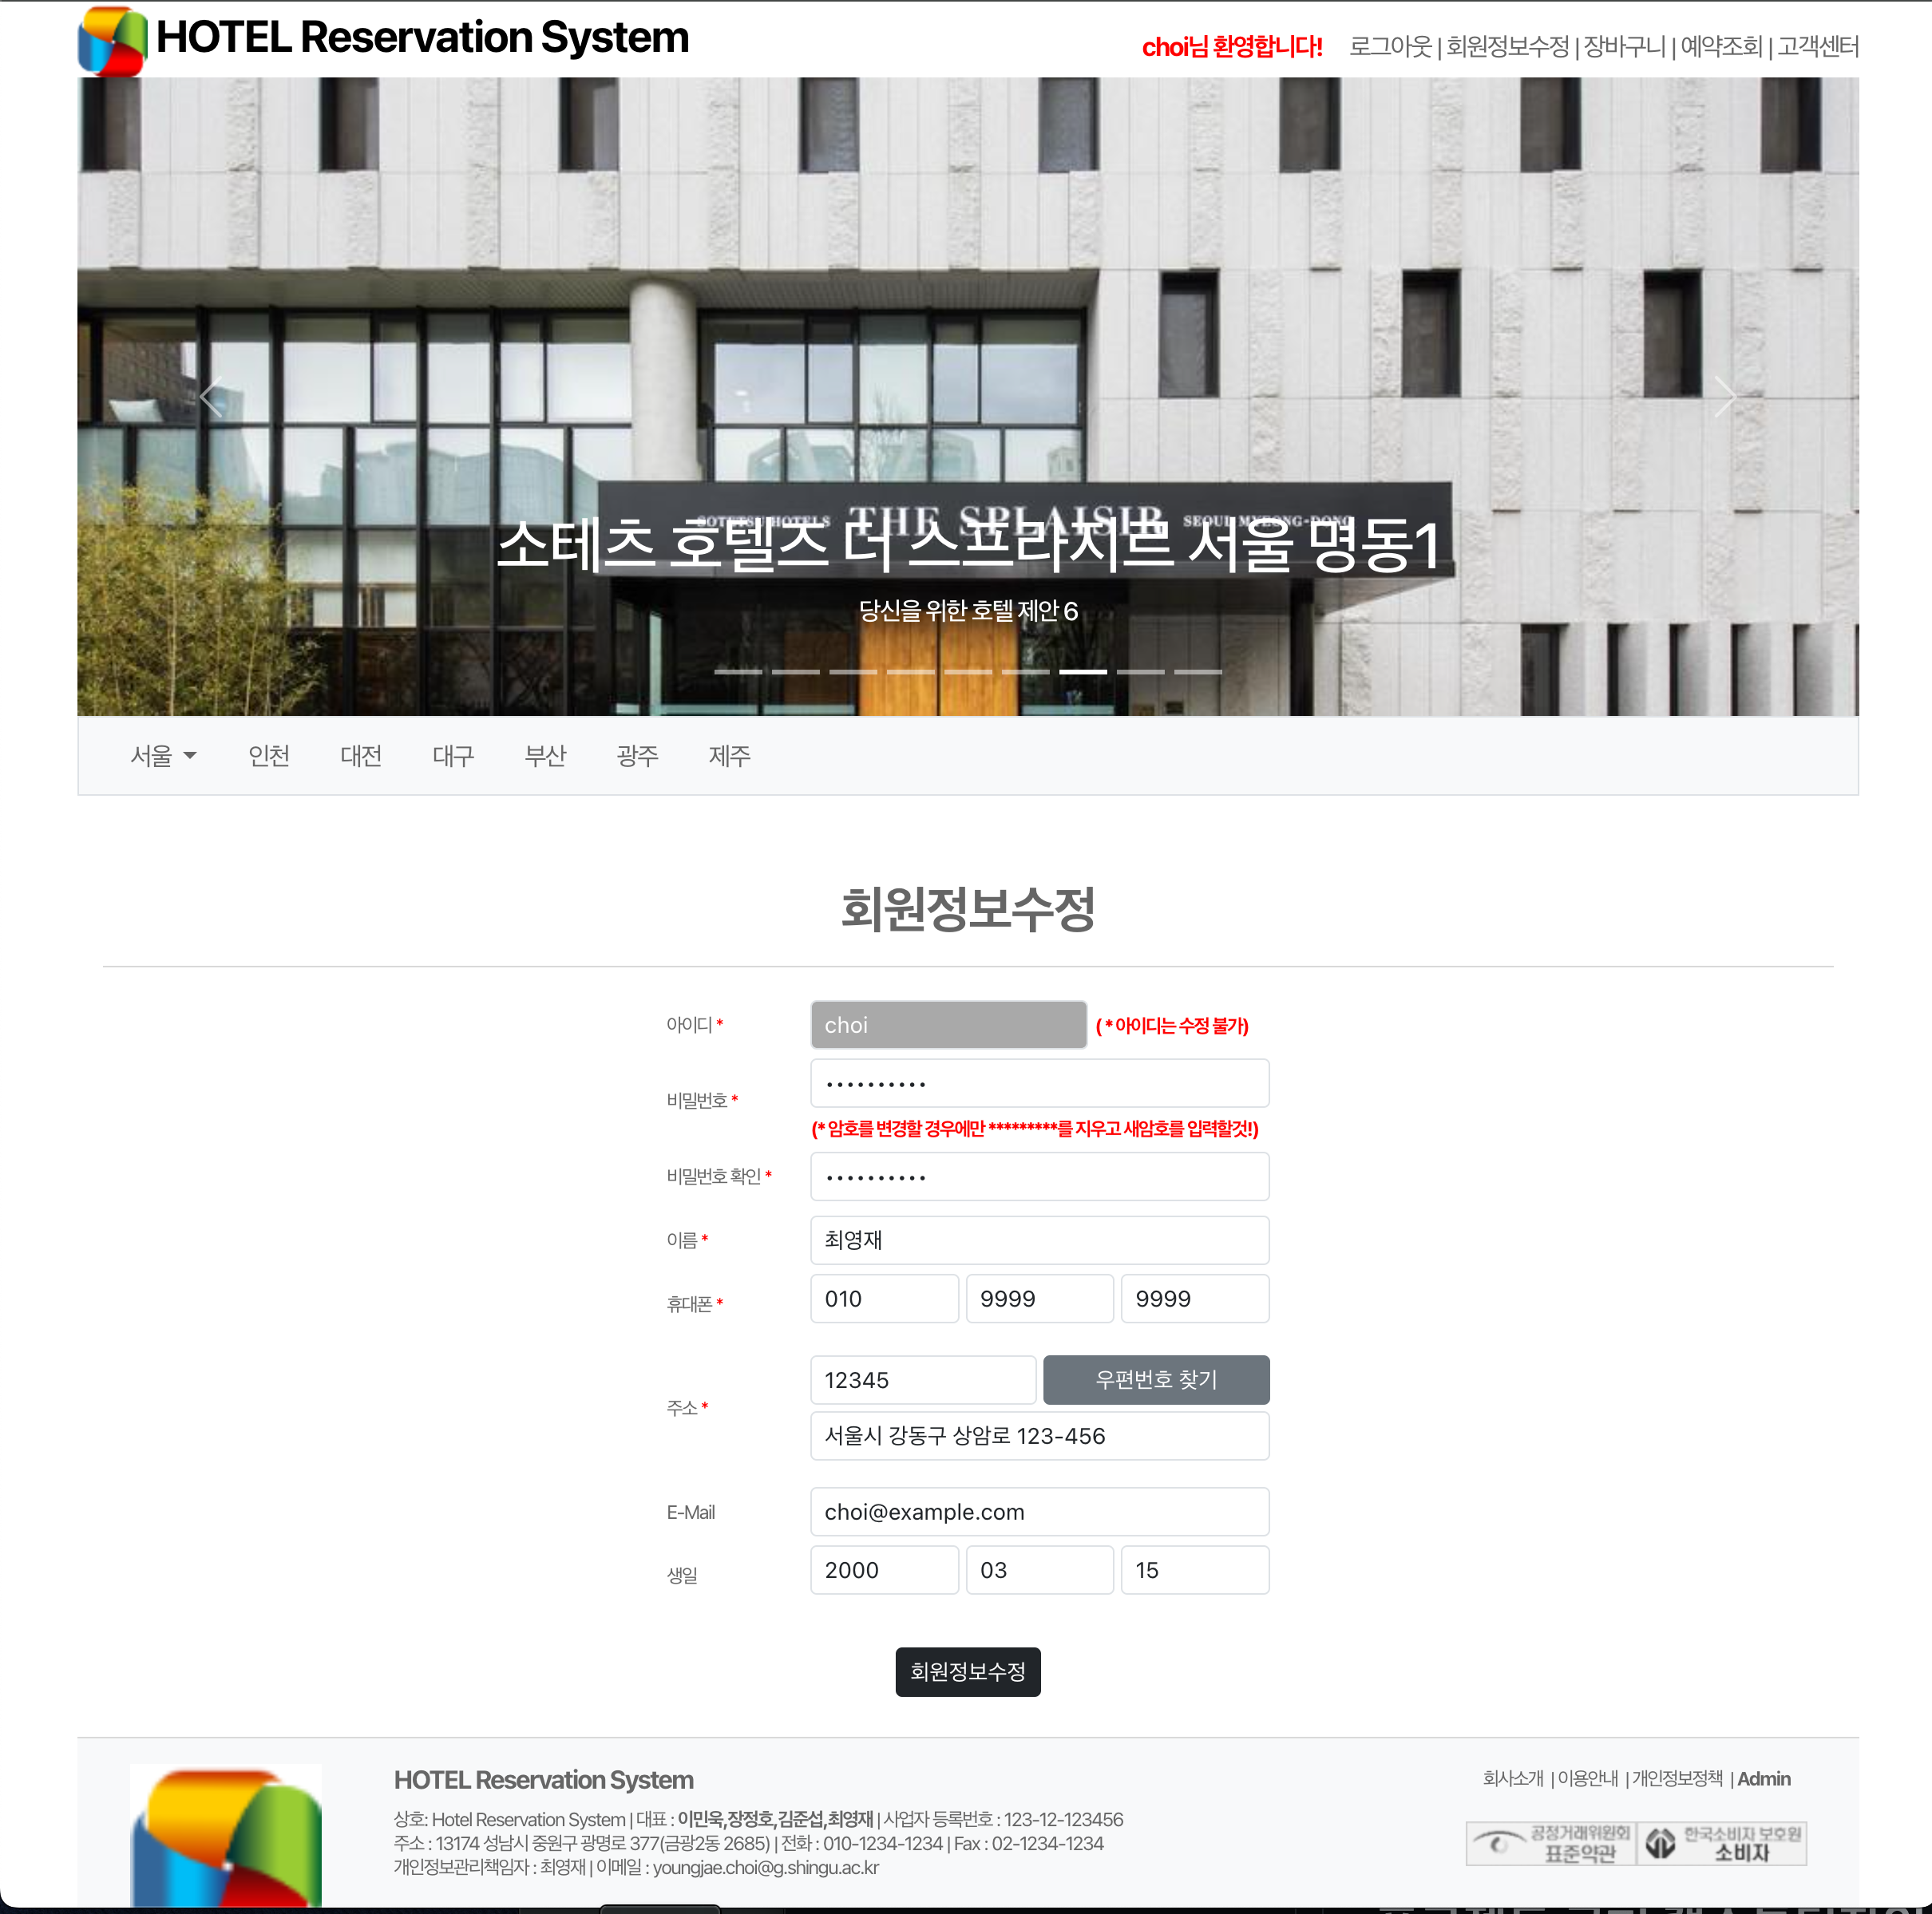 HOTEL Reservation System
choi님 환영합니다! 로그아웃 | 회원정보수정 | 장바구니 | 예약조회 | 고객센터
SOTETSU HOTELS THE SPLAISIR SEOUL MYEONG-DONG
소테츠 호텔즈 더 스프라지르 서울 명동1
당신을 위한 호텔 제안 6
서울 인천 대전 대구 부산 광주 제주
회원정보수정
아이디 * choi ( * 아이디는 수정 불가)
비밀번호 * ••••••••••
(* 암호를 변경할 경우에만 *********를 지우고 새암호를 입력할것!)
비밀번호 확인 * ••••••••••
이름 * 최영재
휴대폰 * 010 9999 9999
주소 * 12345 우편번호 찾기
서울시 강동구 상암로 123-456
E-Mail choi@example.com
생일 2000 03 15
회원정보수정
HOTEL Reservation System
회사소개 | 이용안내 | 개인정보정책 | Admin
상호: Hotel Reservation System | 대표 : 이민욱,장정호,김준섭,최영재 | 사업자 등록번호 : 123-12-123456
주소 : 13174 성남시 중원구 광명로 377(금광2동 2685) | 전화 : 010-1234-1234 | Fax : 02-1234-1234
개인정보관리책임자 : 최영재 | 이메일 : youngjae.choi@g.shingu.ac.kr
공정거래위원회
표준약관
한국소비자 보호원
소비자